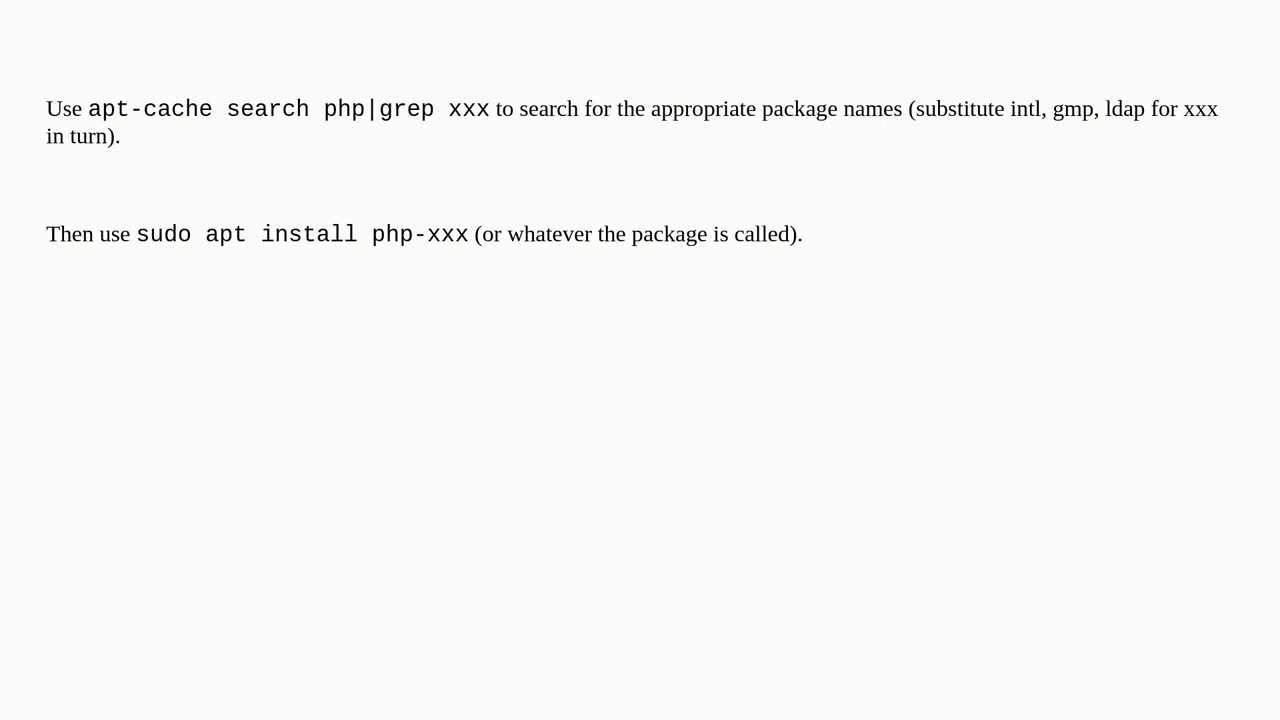 Use apt-cache search php|grep xxx to search for the appropriate package names (substitute intl, gmp, ldap for xxx
in turn).
Then use sudo apt install php-xxx (or whatever the package is called).